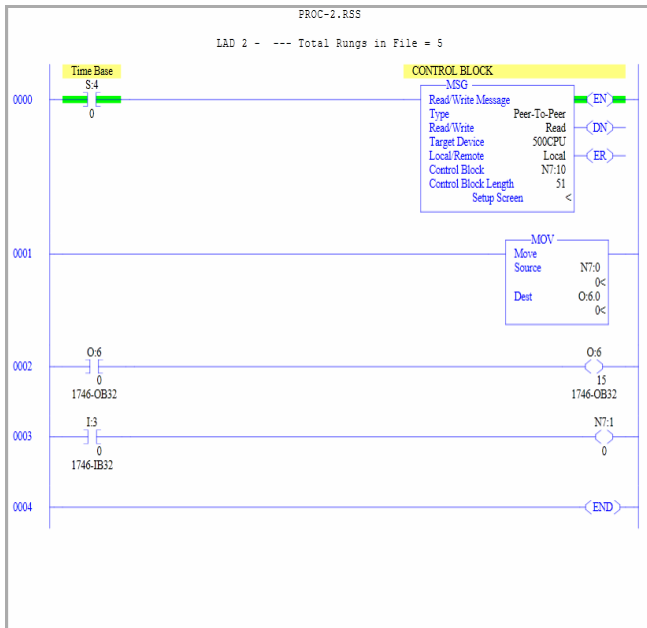 PROC-2.RSS
LAD 2 - --- Total Rungs in File = 5
Time Base
CONTROL BLOCK
S:4
MSG
0000
Read/Write Message
EN
0
Type Peer-To-Peer
Read/Write Read
DN
Target Device 500CPU
Local/Remote Local
ER
Control Block N7:10
Control Block Length 51
Setup Screen <
MOV
0001
Move
Source N7:0
0<
Dest O:6.0
0<
O:6 O:6
0002
0 15
1746-OB32 1746-OB32
I:3 N7:1
0003
0 0
1746-IB32
0004 END